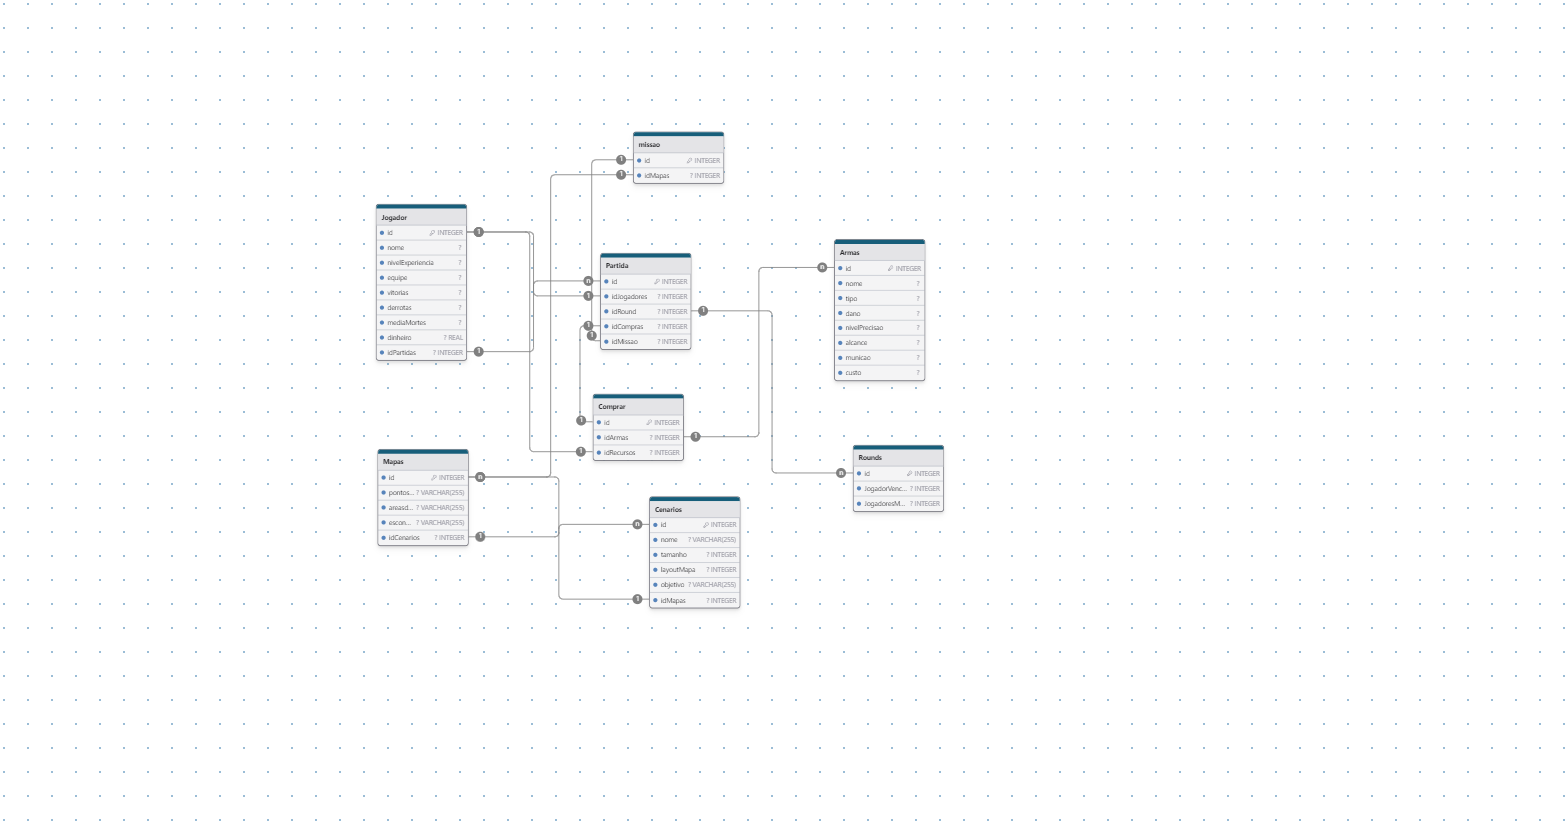 missao
id INTEGER
idMapas ? INTEGER
Jogador
id INTEGER
nome ?
nivelExperiencia ?
equipe ?
vitorias ?
derrotas ?
mediaMortes ?
dinheiro ? REAL
idPartidas ? INTEGER
Partida
id INTEGER
idJogadores ? INTEGER
idRound ? INTEGER
idCompras ? INTEGER
idMissao ? INTEGER
Armas
id INTEGER
nome ?
tipo ?
dano ?
nivelPrecisao ?
alcance ?
municao ?
custo ?
Comprar
id INTEGER
idArmas ? INTEGER
idRecursos ? INTEGER
Mapas
id INTEGER
pontos... ? VARCHAR(255)
areasd... ? VARCHAR(255)
escon... ? VARCHAR(255)
idCenarios ? INTEGER
Rounds
id INTEGER
JogadorVenc... ? INTEGER
JogadoresM... ? INTEGER
Cenarios
id INTEGER
nome ? VARCHAR(255)
tamanho ? INTEGER
layoutMapa ? INTEGER
objetivo ? VARCHAR(255)
idMapas ? INTEGER
1
1
1
1
n
1
1
1
1
n
1
1
1
1
n
1
n
n
1